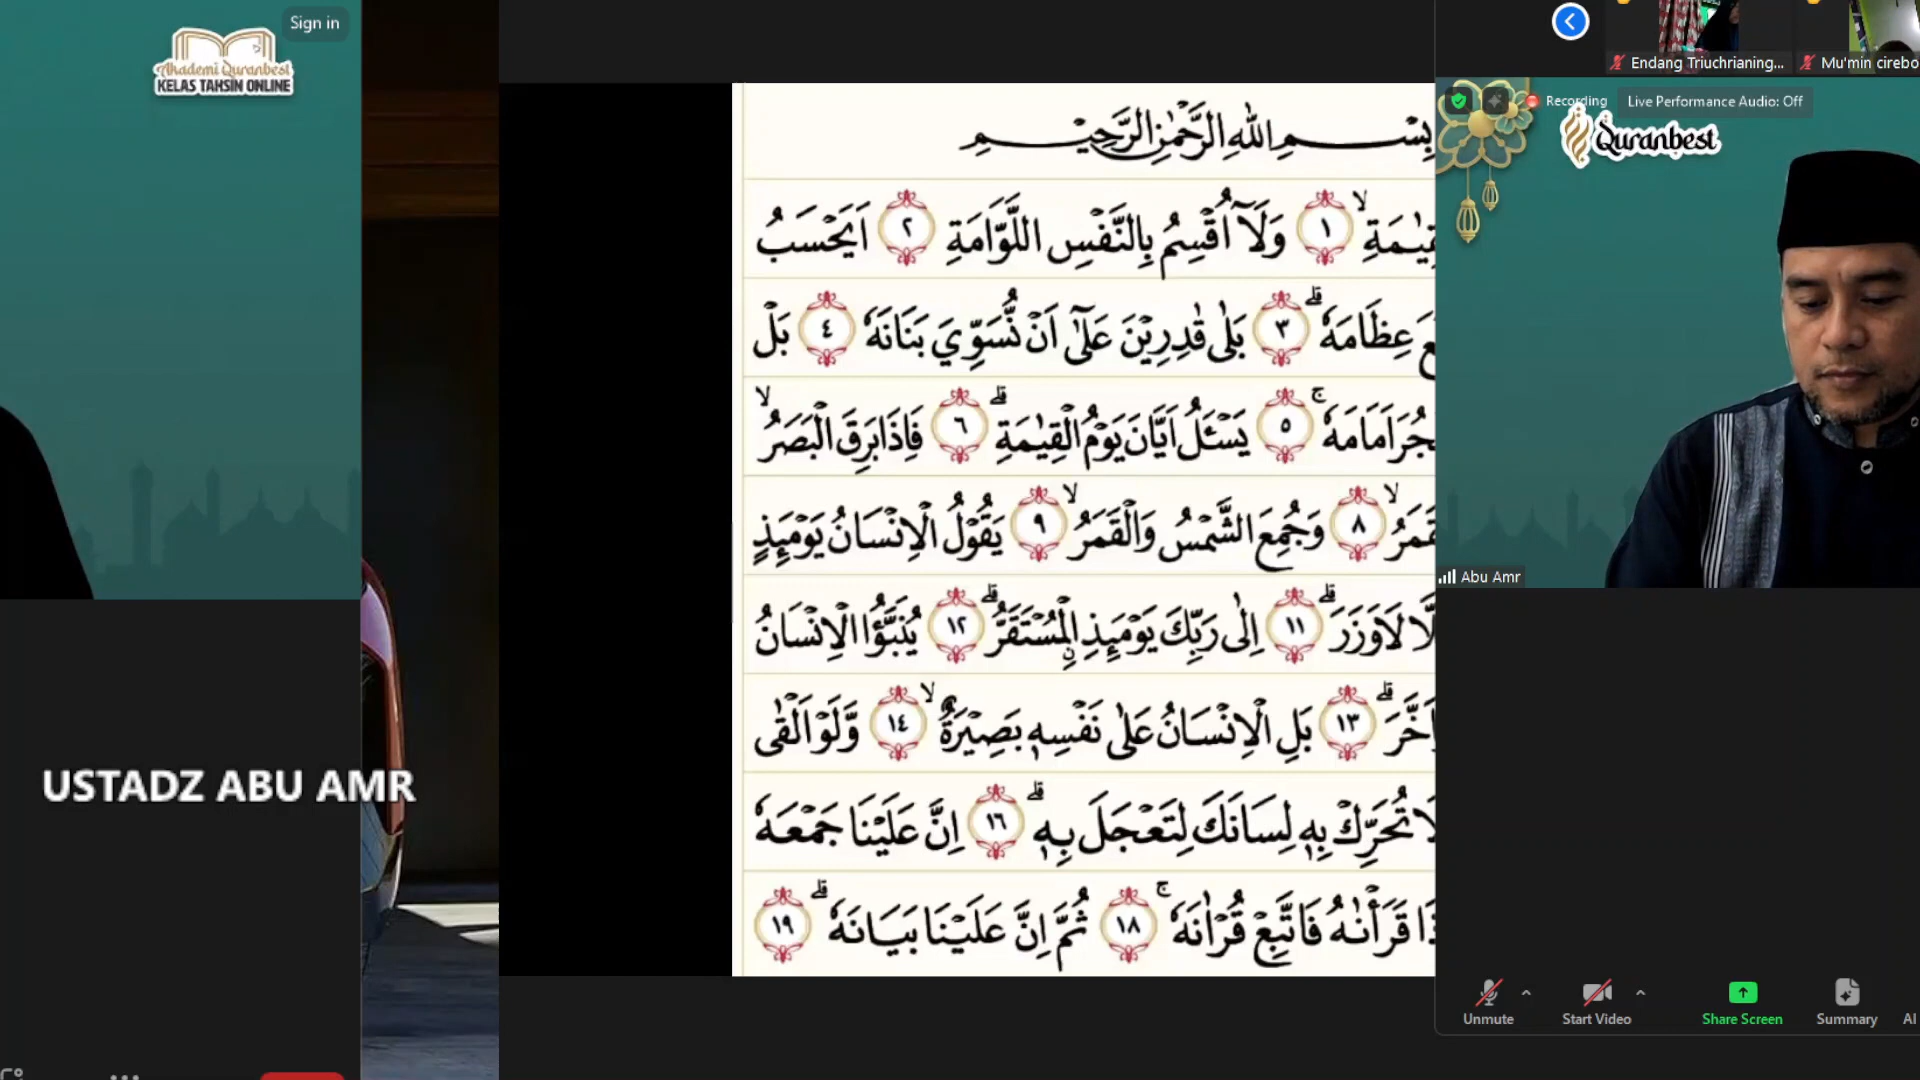 Sign in
Akademi Quranbest
KELAS TAHSIN ONLINE
USTADZ ABU AMR
بِسْمِ اللّٰهِ الرَّحْمٰنِ الرَّحِيْمِ
١ وَلَآ اُقْسِمُ بِالنَّفْسِ اللَّوَّامَةِ ٢ اَيَحْسَبُ
عِظَامَهٗ ۗ ٣ بَلٰى قٰدِرِيْنَ عَلٰٓى اَنْ نُّسَوِّيَ بَنَانَهٗ ٤ بَلْ
اَمَامَهٗ ۚ ٥ يَسْـَٔلُ اَيَّانَ يَوْمُ الْقِيٰمَةِ ۗ ٦ فَاِذَا بَرِقَ الْبَصَرُ ۙ
٨ وَجُمِعَ الشَّمْسُ وَالْقَمَرُ ۙ ٩ يَقُوْلُ الْاِنْسَانُ يَوْمَىِٕذٍ
لَا وَزَرَ ۗ ١١ اِلٰى رَبِّكَ يَوْمَىِٕذِ ِۨالْمُسْتَقَرُّ ۗ ١٢ يُنَبَّؤُا الْاِنْسَانُ
١٣ بَلِ الْاِنْسَانُ عَلٰى نَفْسِهٖ بَصِيْرَةٌ ۙ ١٤ وَّلَوْ اَلْقٰى
لَا تُحَرِّكْ بِهٖ لِسَانَكَ لِتَعْجَلَ بِهٖ ۗ ١٦ اِنَّ عَلَيْنَا جَمْعَهٗ
قَرَأْنٰهُ فَاتَّبِعْ قُرْاٰنَهٗ ۚ ١٨ ثُمَّ اِنَّ عَلَيْنَا بَيَانَهٗ ۗ ١٩
Endang Triuchrianing...
Mu'min cirebo
Recording
Live Performance Audio: Off
Quranbest
Abu Amr
Unmute
Start Video
Share Screen
Summary
AI